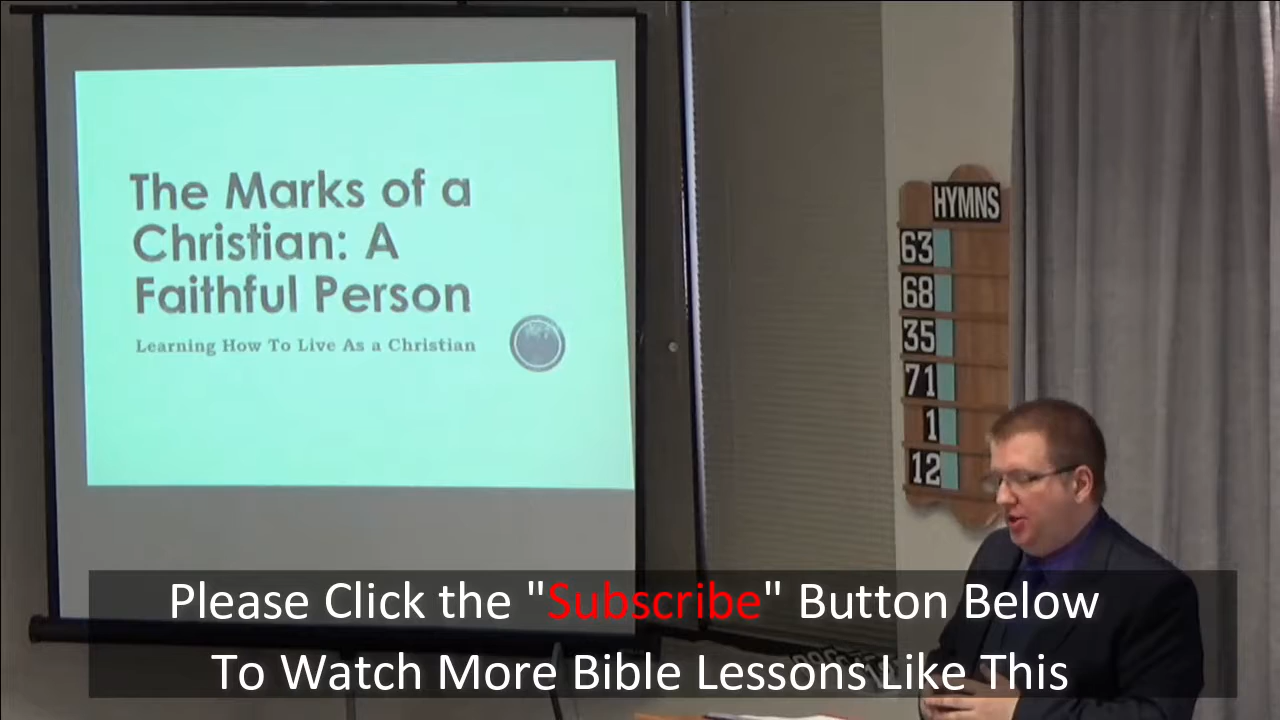 The Marks of a
Christian: A
Faithful Person
Learning How To Live As a Christian
HYMNS
63
68
35
71
1
12
Please Click the "Subscribe" Button Below
To Watch More Bible Lessons Like This